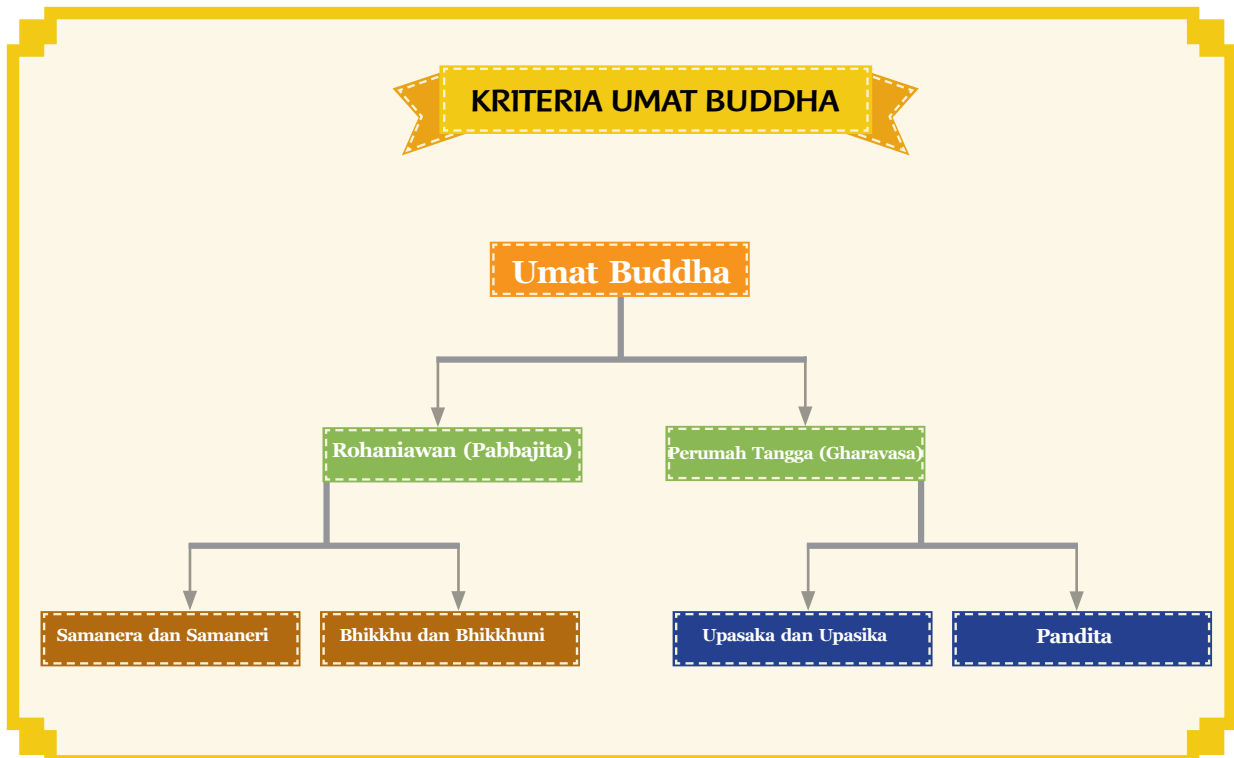 KRITERIA UMAT BUDDHA
Umat Buddha
Rohaniawan (Pabbajita)
Perumah Tangga (Gharavasa)
Samanera dan Samaneri
Bhikkhu dan Bhikkhuni
Upasaka dan Upasika
Pandita